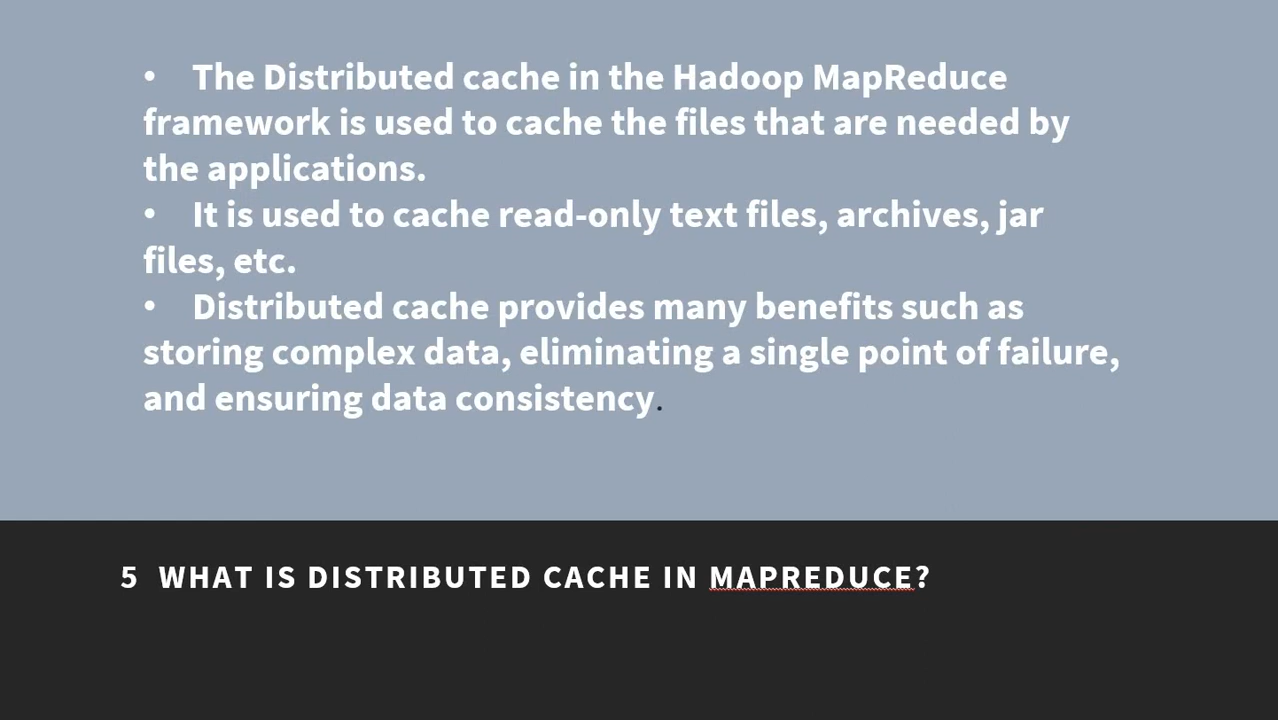 • The Distributed cache in the Hadoop MapReduce
framework is used to cache the files that are needed by
the applications.
• It is used to cache read-only text files, archives, jar
files, etc.
• Distributed cache provides many benefits such as
storing complex data, eliminating a single point of failure,
and ensuring data consistency.
5 WHAT IS DISTRIBUTED CACHE IN MAPREDUCE?